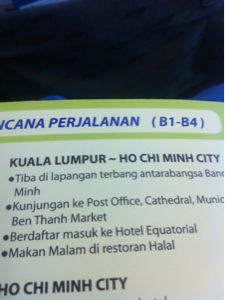 NCANA PERJALANAN (B1-B4)
KUALA LUMPUR ~ HO CHI MINH CITY
●Tiba di lapangan terbang antarabangsa Band
Minh
●Kunjungan ke Post Office, Cathedral, Munic
Ben Thanh Market
●Berdaftar masuk ke Hotel Equatorial
●Makan Malam di restoran Halal
HO CHI MINH CITY